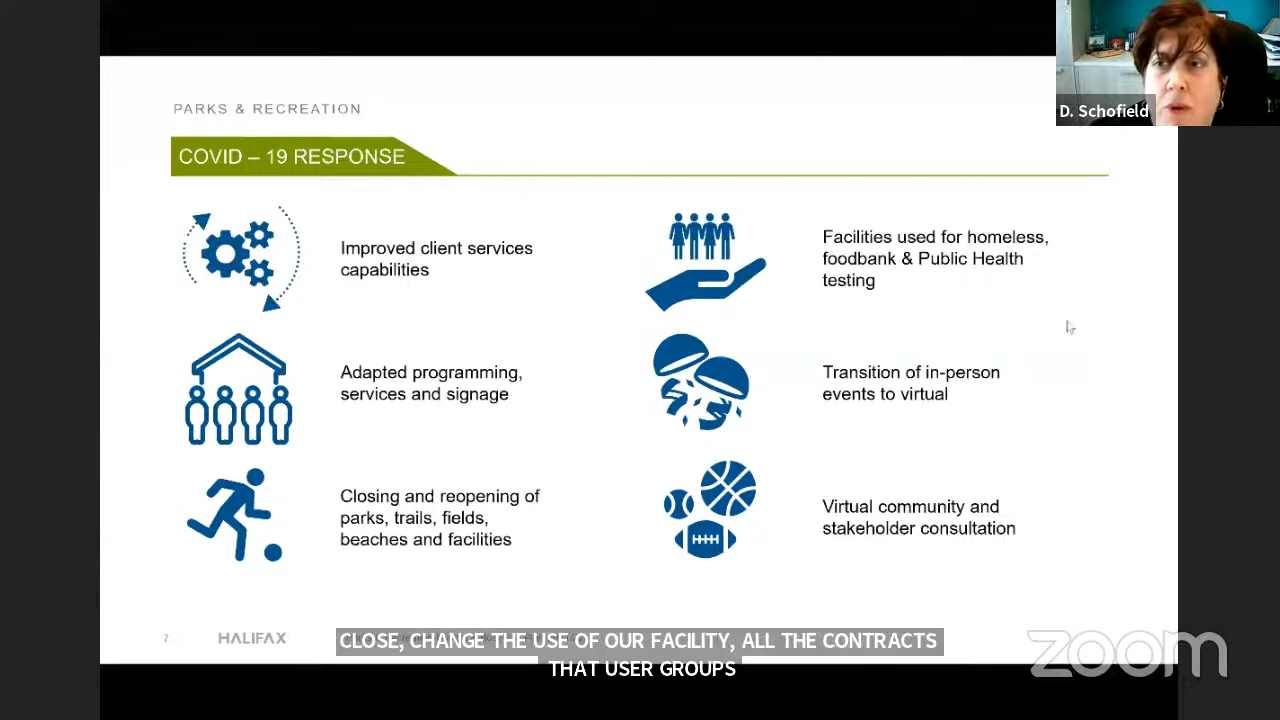 D. Schofield
PARKS & RECREATION
COVID – 19 RESPONSE
Improved client services
capabilities
Facilities used for homeless,
foodbank & Public Health
testing
Adapted programming,
services and signage
Transition of in-person
events to virtual
Closing and reopening of
parks, trails, fields,
beaches and facilities
Virtual community and
stakeholder consultation
7
HALIFAX
CLOSE, CHANGE THE USE OF OUR FACILITY, ALL THE CONTRACTS
THAT USER GROUPS
zoom